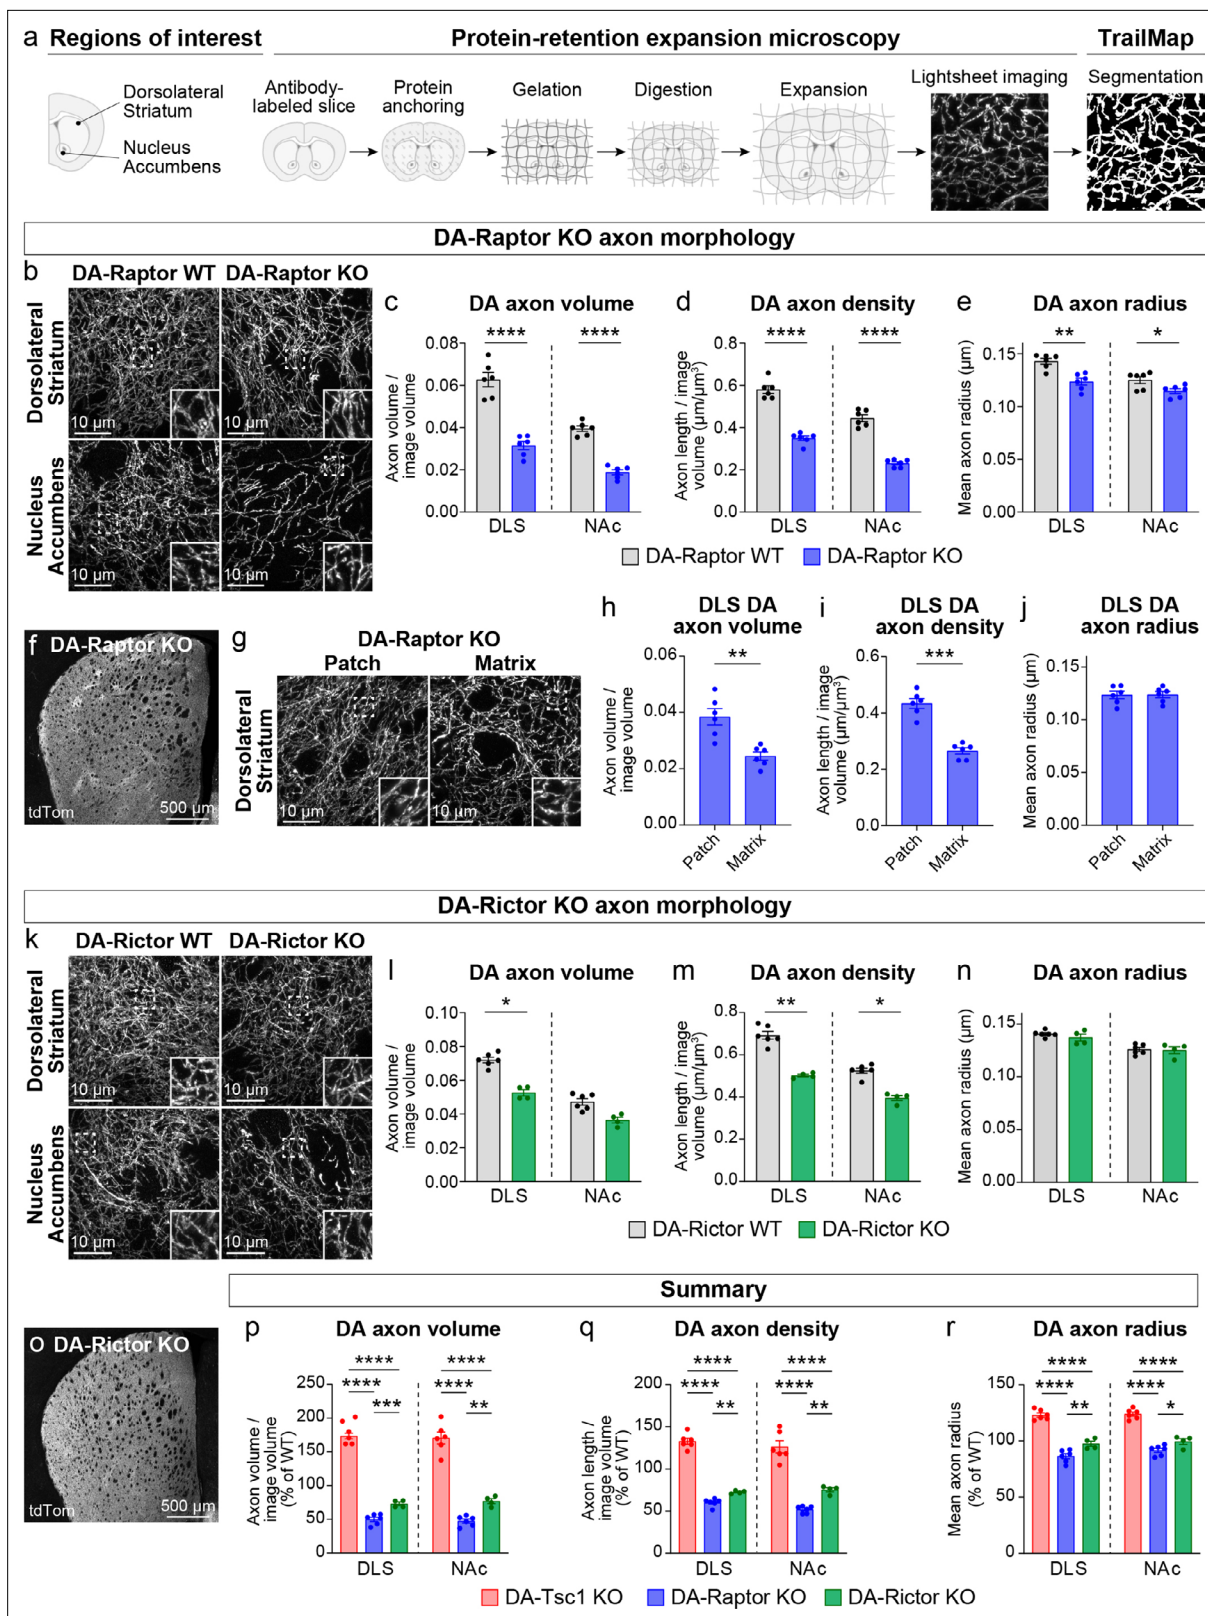 a Regions of interest Protein-retention expansion microscopy TrailMap
Dorsolateral
Striatum
Nucleus
Accumbens
Antibody-
labeled slice
Protein
anchoring
Gelation
Digestion
Expansion
Lightsheet imaging
Segmentation
DA-Raptor KO axon morphology
b DA-Raptor WT DA-Raptor KO
Dorsolateral
Striatum
10 µm
10 µm
Nucleus
Accumbens
10 µm
10 µm
c DA axon volume
**** ****
Axon volume /
image volume
0.08
0.06
0.04
0.02
0.00
DLS NAc
d DA axon density
**** ****
Axon length / image
volume (µm/µm³)
0.8
0.6
0.4
0.2
0.0
DLS NAc
e DA axon radius
** *
Mean axon radius (µm)
0.15
0.10
0.05
0.00
DLS NAc
DA-Raptor WT DA-Raptor KO
f DA-Raptor KO
tdTom 500 µm
g DA-Raptor KO
Patch Matrix
Dorsolateral
Striatum
10 µm
10 µm
h DLS DA
axon volume
**
Axon volume /
image volume
0.06
0.04
0.02
0.00
Patch Matrix
i DLS DA
axon density
***
Axon length / image
volume (µm/µm³)
0.6
0.4
0.2
0.0
Patch Matrix
j DLS DA
axon radius
Mean axon radius (µm)
0.15
0.10
0.05
0.00
Patch Matrix
DA-Rictor KO axon morphology
k DA-Rictor WT DA-Rictor KO
Dorsolateral
Striatum
10 µm
10 µm
Nucleus
Accumbens
10 µm
10 µm
l DA axon volume
*
Axon volume /
image volume
0.10
0.08
0.06
0.04
0.02
0.00
DLS NAc
m DA axon density
** *
Axon length / image
volume (µm/µm³)
0.8
0.6
0.4
0.2
0.0
DLS NAc
n DA axon radius
Mean axon radius (µm)
0.15
0.10
0.05
0.00
DLS NAc
DA-Rictor WT DA-Rictor KO
Summary
o DA-Rictor KO
tdTom 500 µm
p DA axon volume
**** ****
**** ****
*** **
Axon volume /
image volume
(% of WT)
250
200
150
100
50
0
DLS NAc
q DA axon density
**** ****
**** ****
** **
Axon length /
image volume
(% of WT)
200
150
100
50
0
DLS NAc
r DA axon radius
**** ****
**** ****
** *
Mean axon radius
(% of WT)
150
100
50
0
DLS NAc
DA-Tsc1 KO DA-Raptor KO DA-Rictor KO